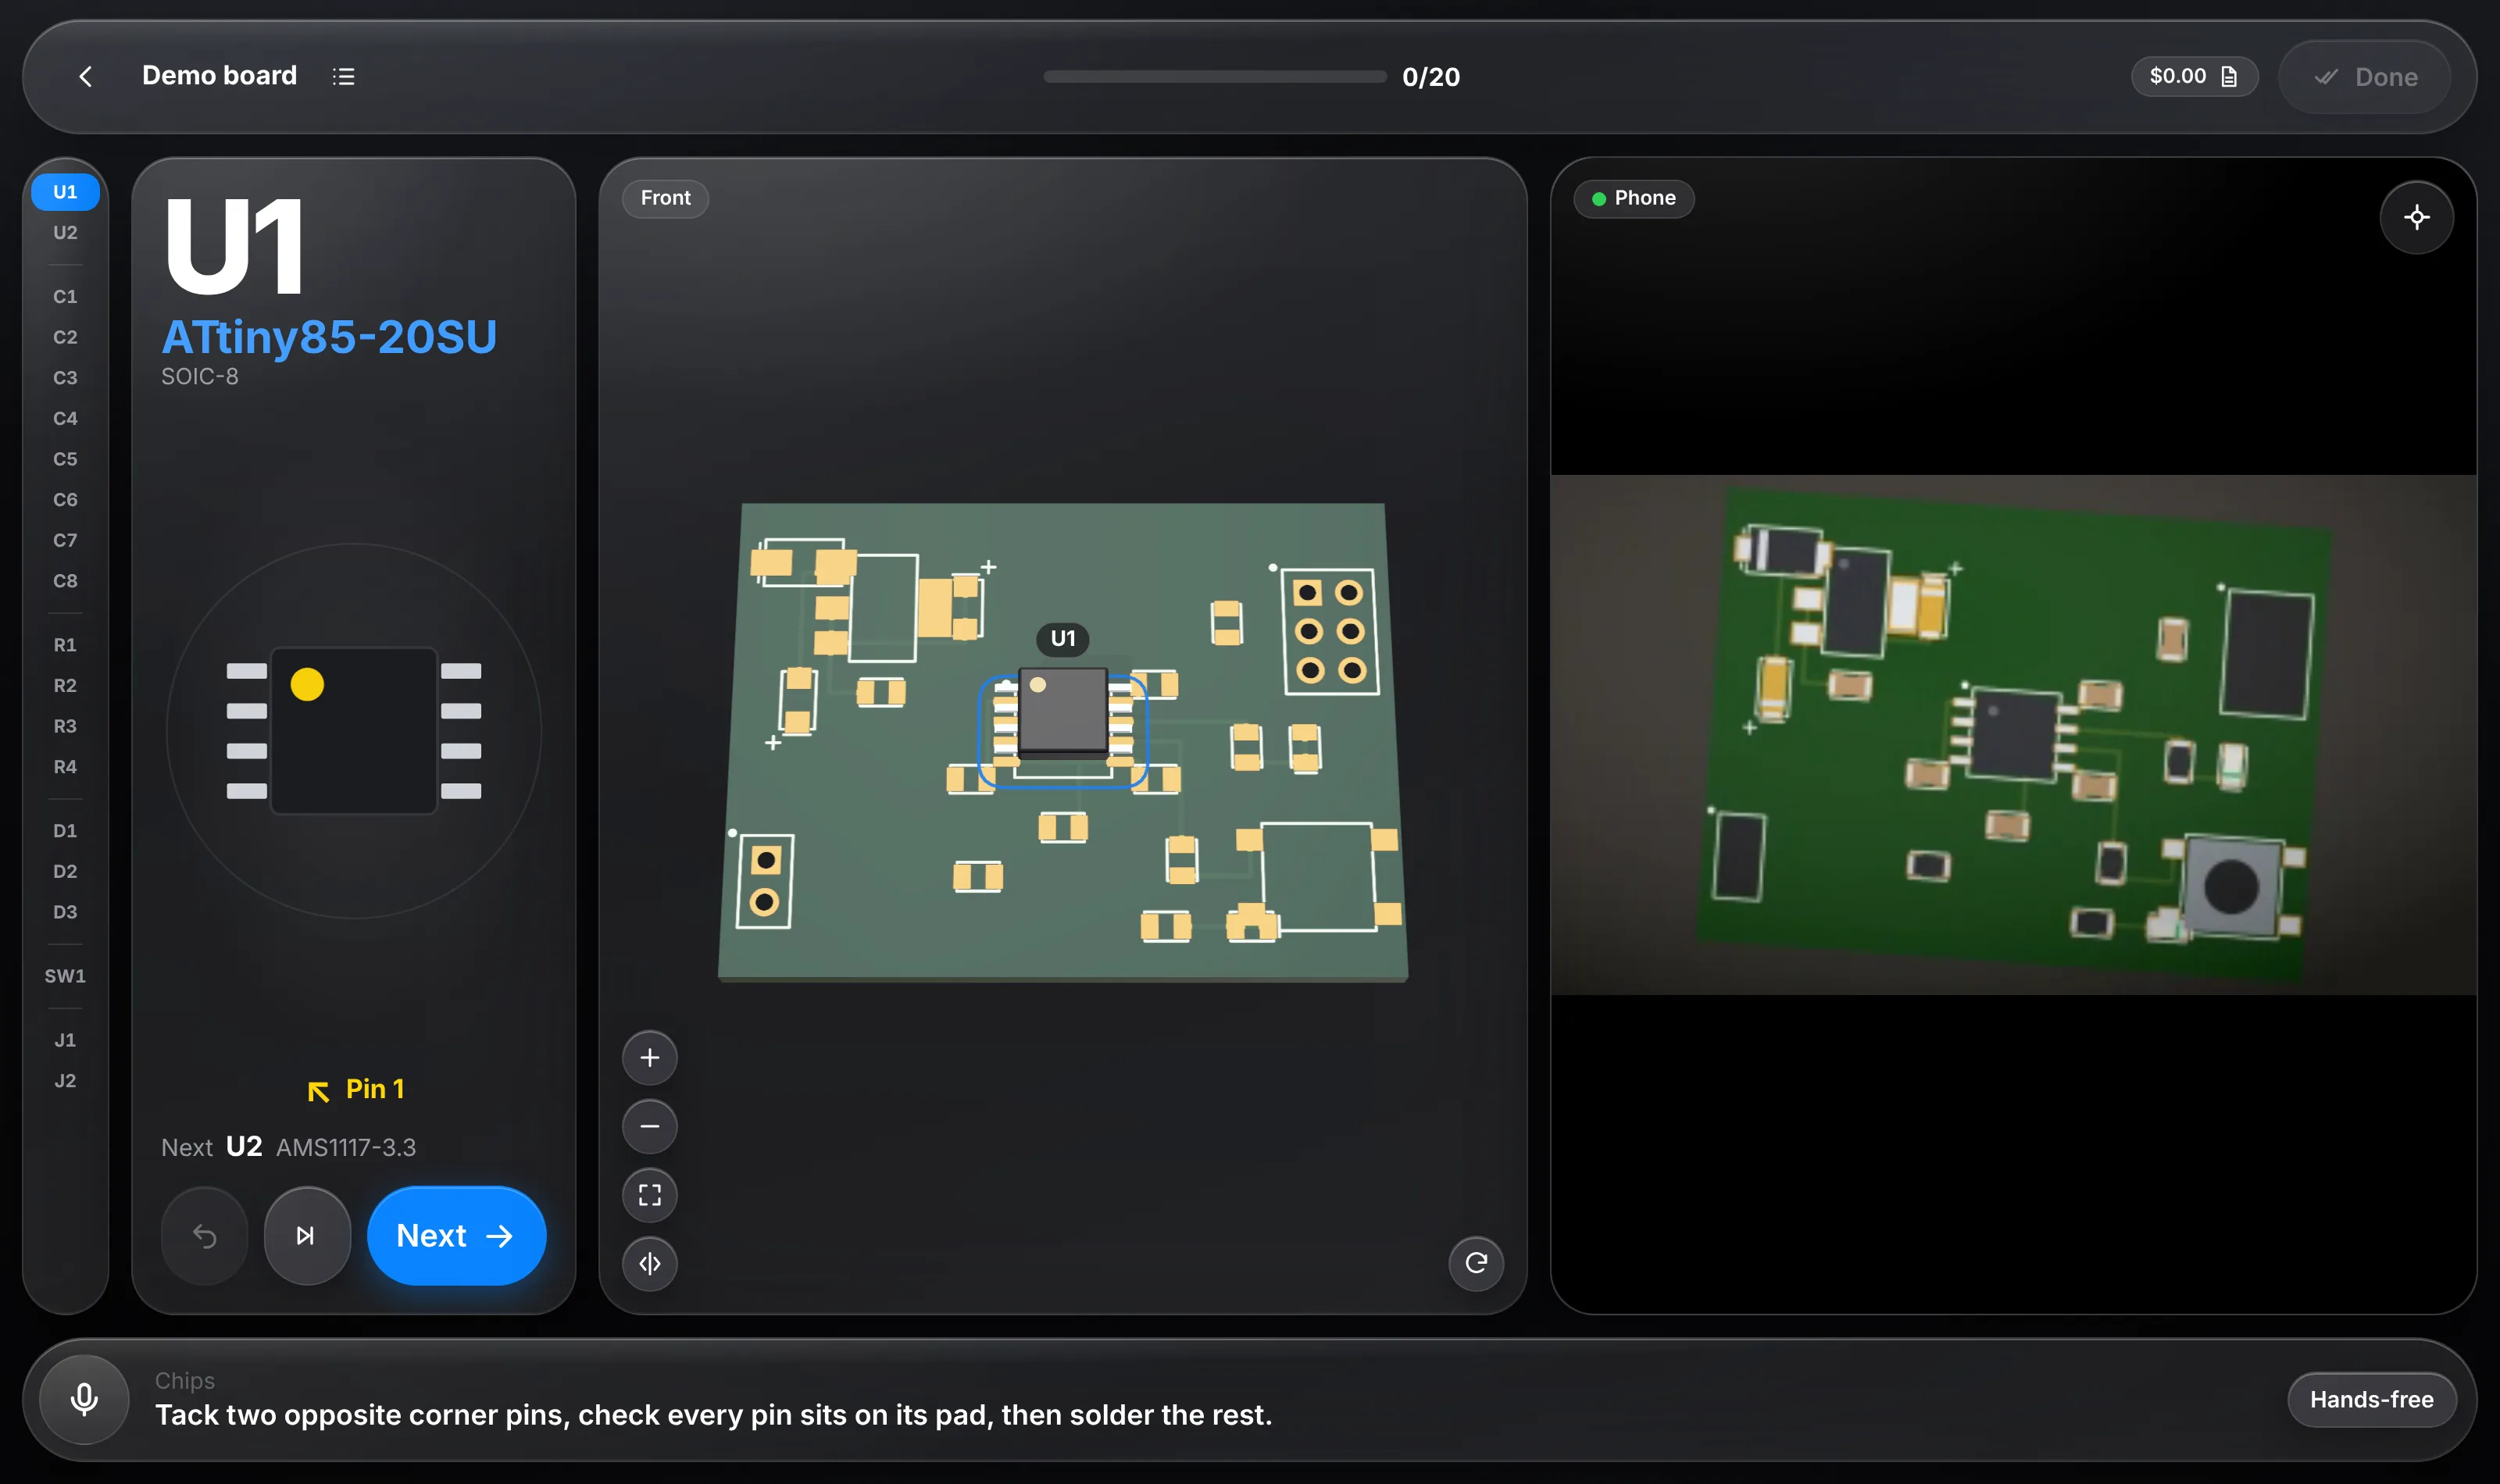 Demo board
0/20
$0.00
Done
U1
U2
C1
C2
C3
C4
C5
C6
C7
C8
R1
R2
R3
R4
D1
D2
D3
SW1
J1
J2
U1
ATtiny85-20SU
SOIC-8
Pin 1
Next U2 AMS1117-3.3
Next
Front
U1
Phone
Chips
Tack two opposite corner pins, check every pin sits on its pad, then solder the rest.
Hands-free